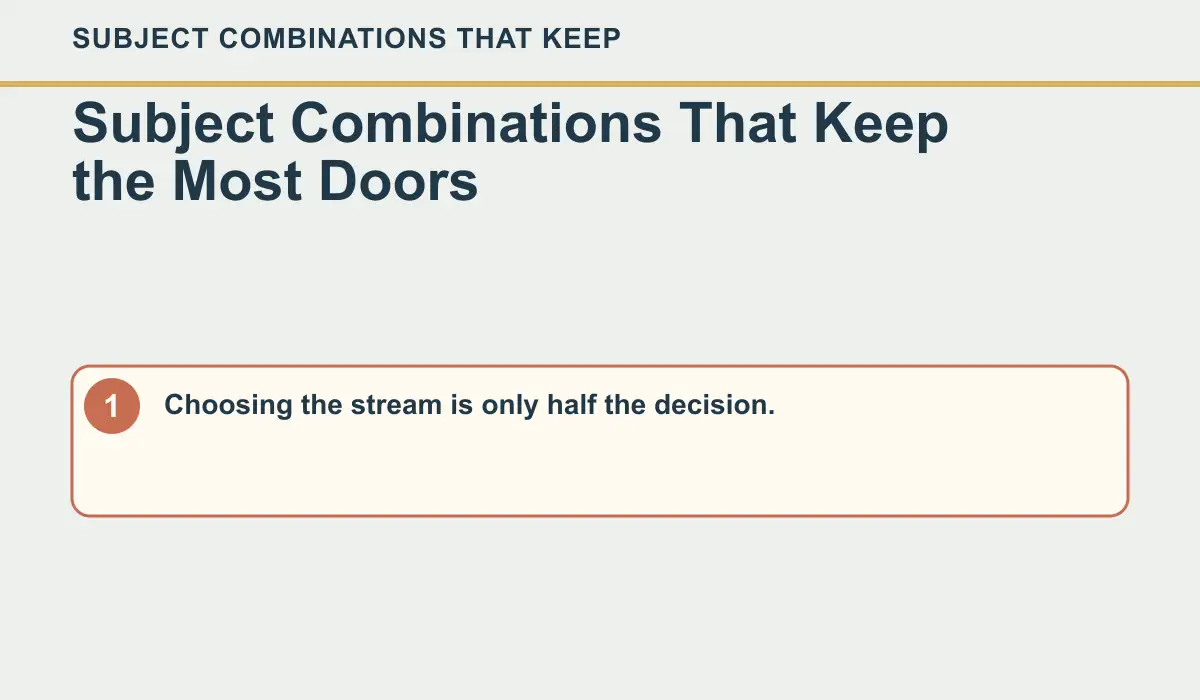 SUBJECT COMBINATIONS THAT KEEP
Subject Combinations That Keep
the Most Doors
1
Choosing the stream is only half the decision.